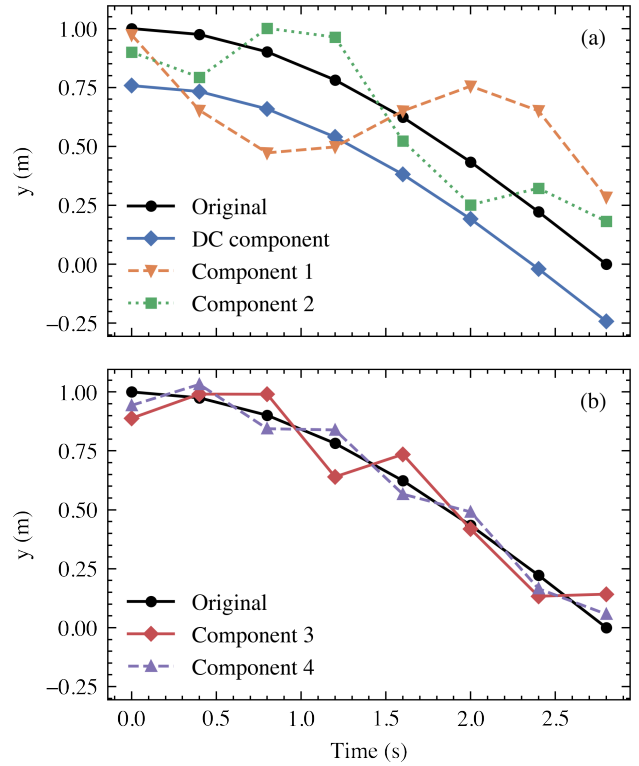 1.00
(a)
0.75
0.50
y (m)
0.25
Original
DC component
0.00
Component 1
Component 2
−0.25
1.00
(b)
0.75
0.50
y (m)
0.25
Original
0.00
Component 3
Component 4
−0.25
0.0 0.5 1.0 1.5 2.0 2.5
Time (s)